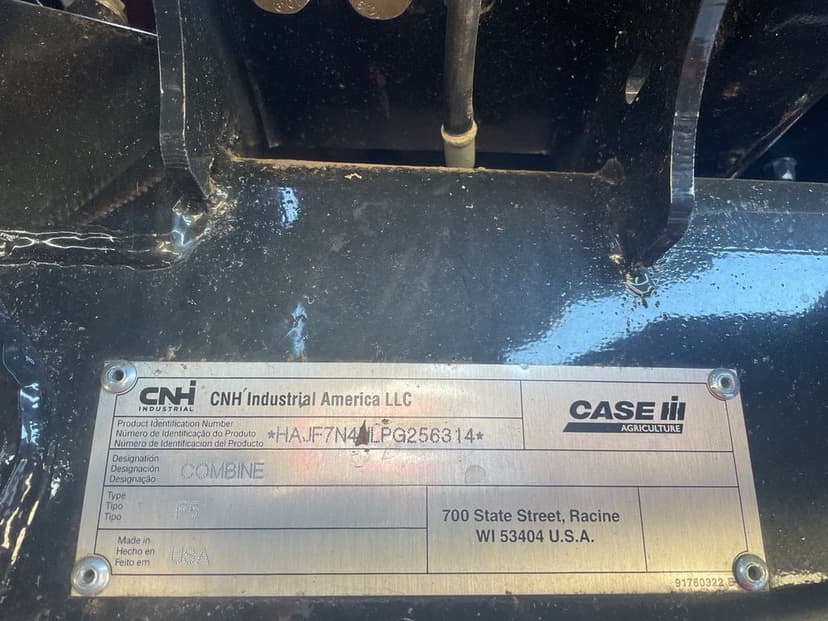 CNH
INDUSTRIAL
CNH Industrial America LLC
CASE IH
AGRICULTURE
Product Identification Number
Número de Identificação do Produto
Número de Identificacion del Producto
Designation
Designación
Designação
COMBINE
Type
Tipo
Tipo
700 State Street, Racine
WI 53404 U.S.A.
Made in
Hecho en
Feito em
USA